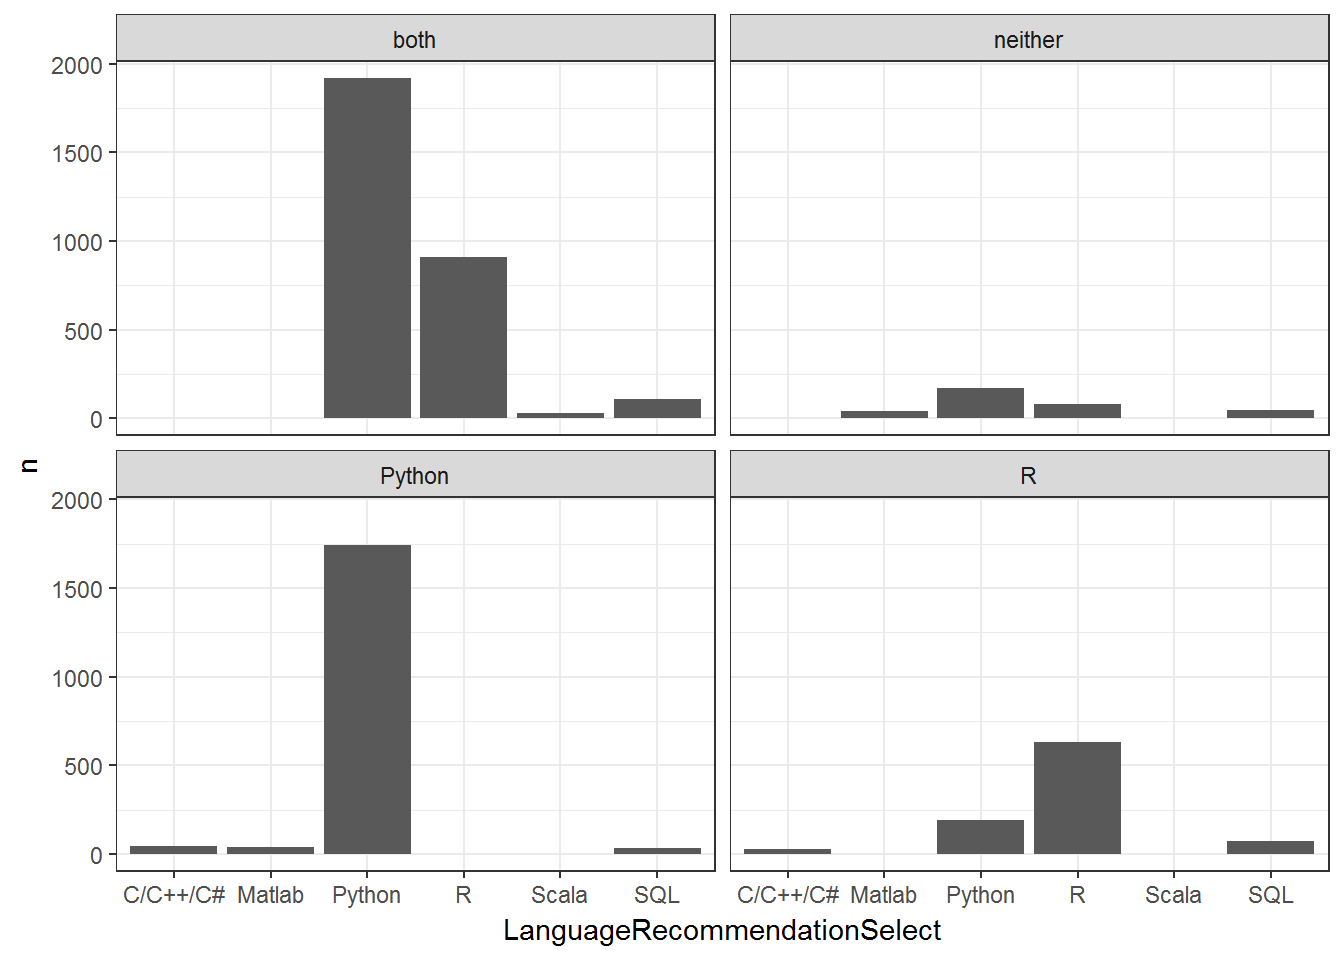 both
neither
2000
1500
1000
500
0
n
Python
R
2000
1500
1000
500
0
C/C++/C# Matlab Python R Scala SQL
C/C++/C# Matlab Python R Scala SQL
LanguageRecommendationSelect